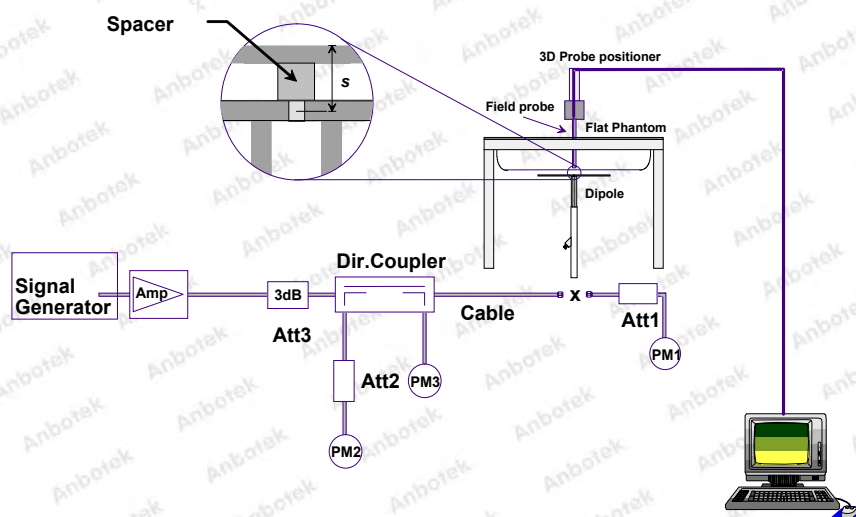 Spacer
s
3D Probe positioner
Field probe
Flat Phantom
Dipole
Signal
Generator
Amp
3dB
Att3
Dir.Coupler
Cable
x
Att1
PM1
Att2
PM3
PM2
Anbotek